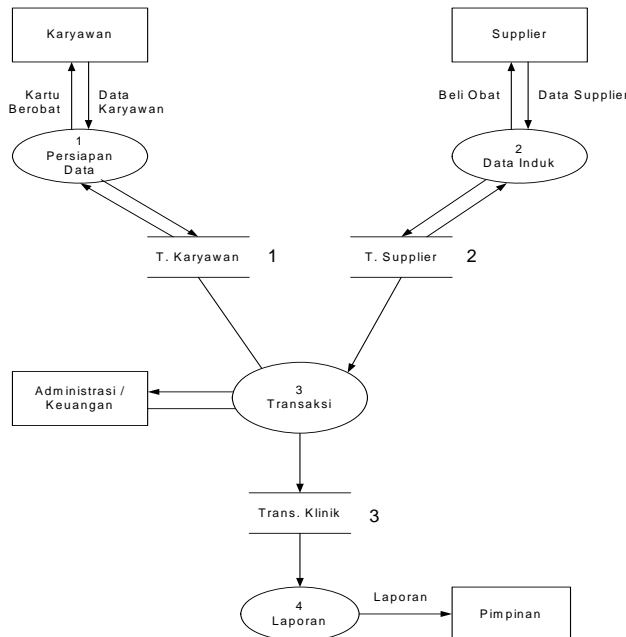 Karyawan
Supplier
Kartu
Berobat
Data
Karyawan
Beli Obat
Data Supplier
1
Persiapan
Data
2
Data Induk
T. Karyawan
1
T. Supplier
2
Administrasi /
Keuangan
3
Transaksi
Trans. Klinik
3
4
Laporan
Laporan
Pimpinan